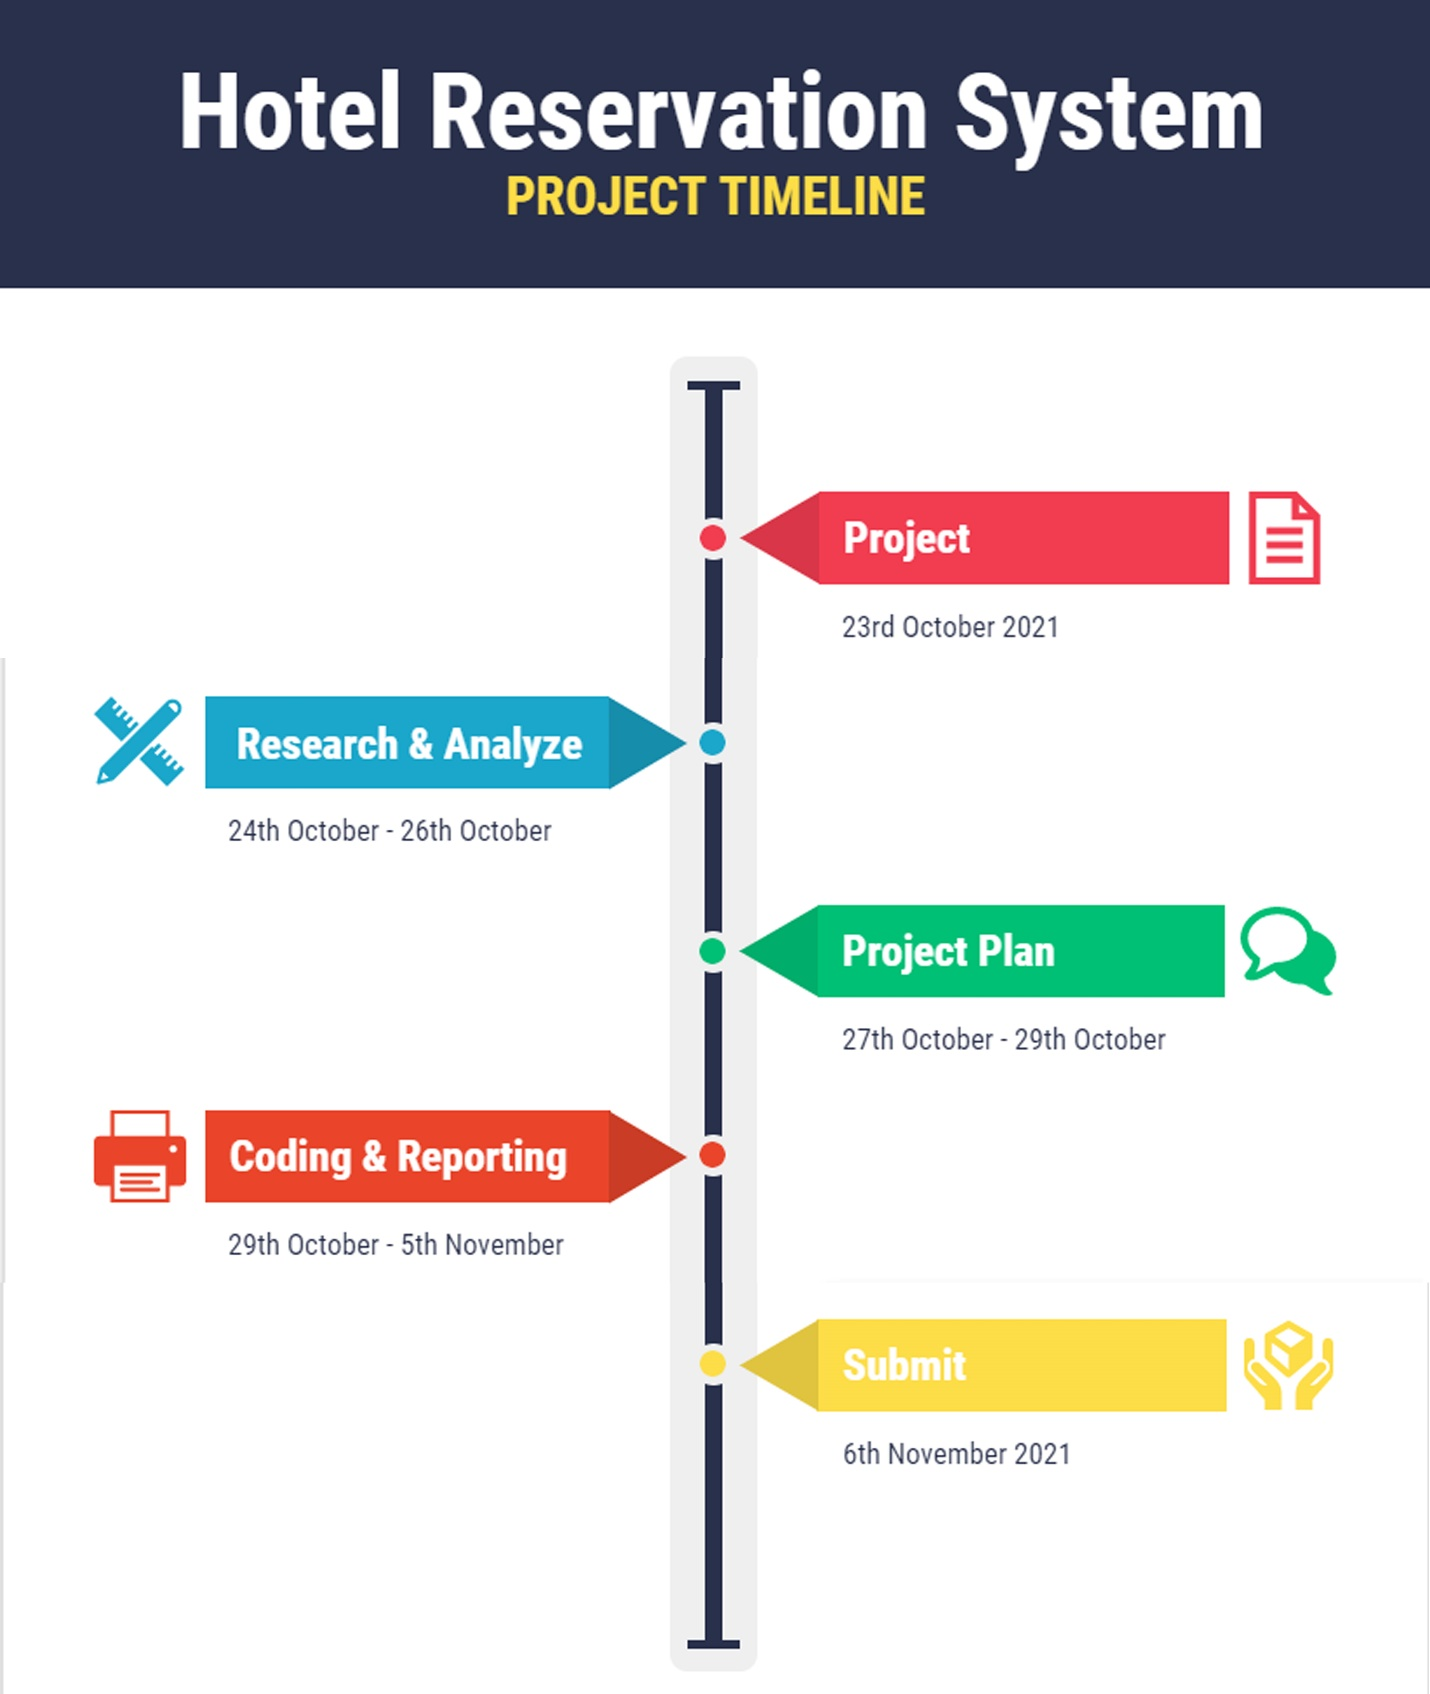 Hotel Reservation System
PROJECT TIMELINE
Project
23rd October 2021
Research & Analyze
24th October - 26th October
Project Plan
27th October - 29th October
Coding & Reporting
29th October - 5th November
Submit
6th November 2021